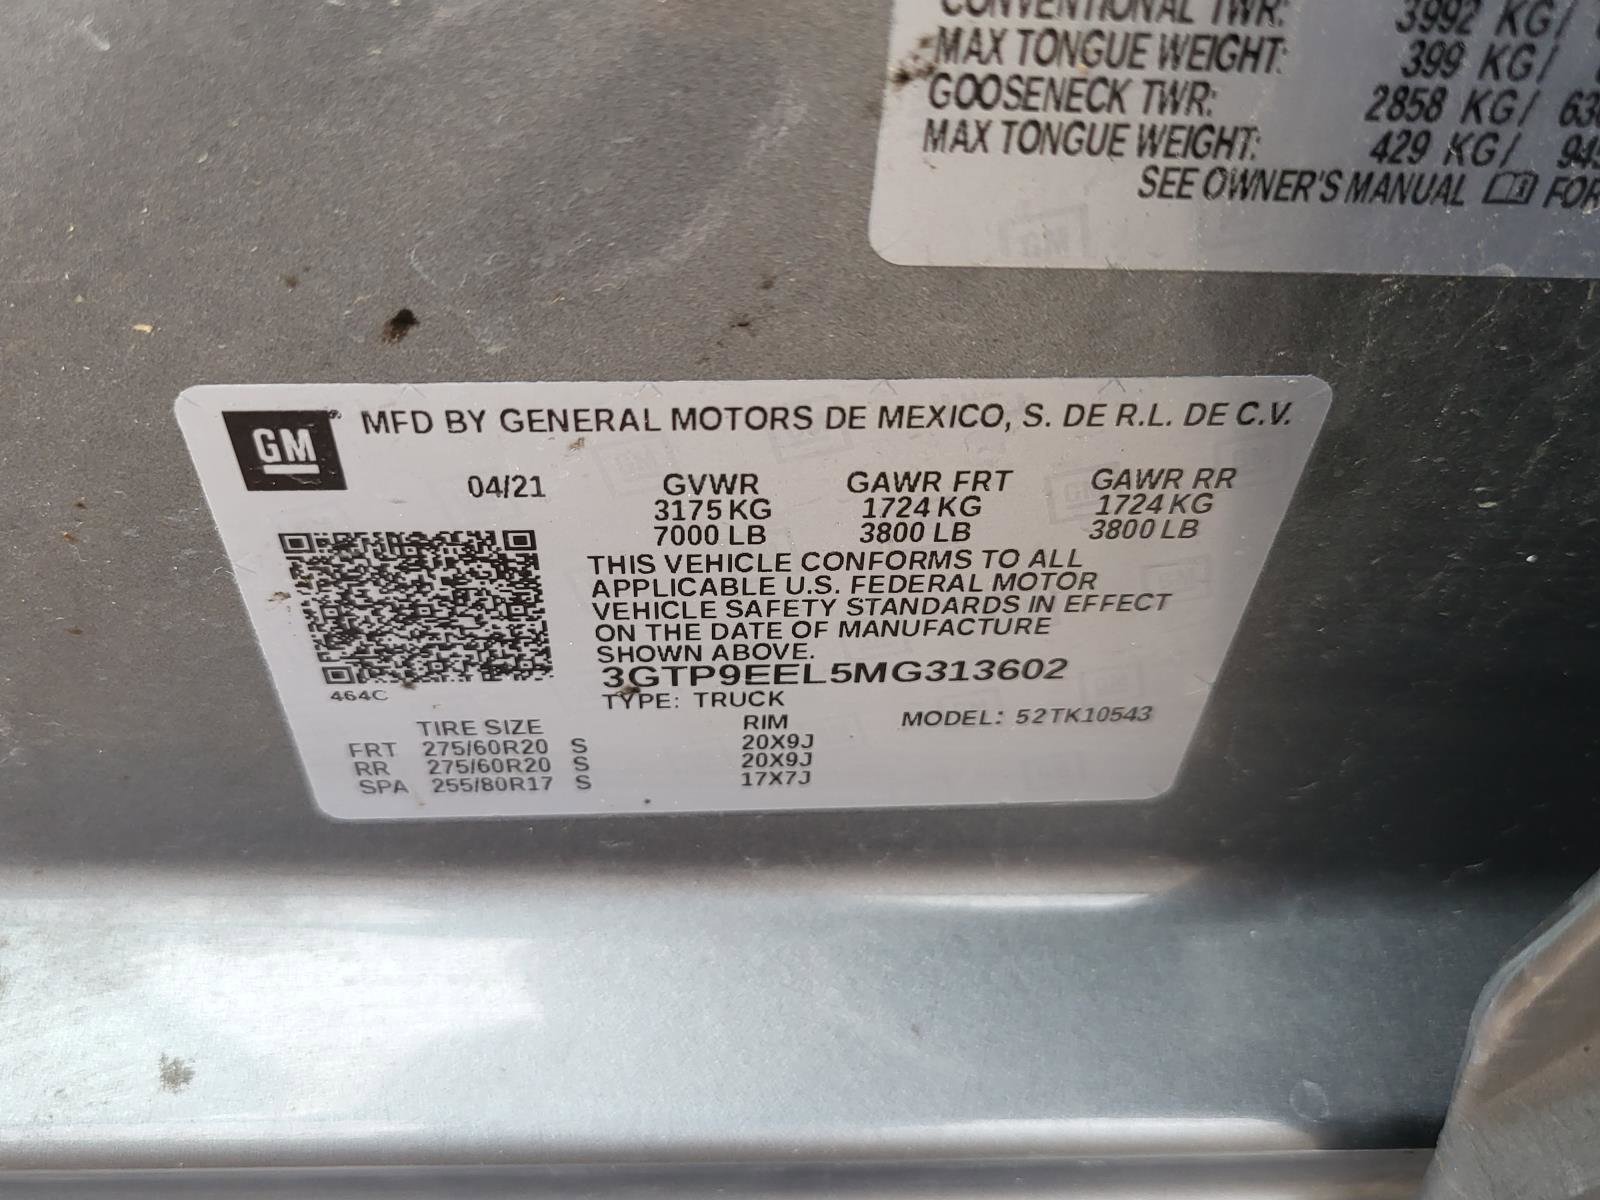 CONVENTIONAL TWR: 3992 KG/
MAX TONGUE WEIGHT: 399 KG/
GOOSENECK TWR: 2858 KG/
MAX TONGUE WEIGHT: 429 KG/
SEE OWNER'S MANUAL FOR
GM MFD BY GENERAL MOTORS DE MEXICO, S. DE R.L. DE C.V.
04/21 GVWR GAWR FRT GAWR RR
3175 KG 1724 KG 1724 KG
7000 LB 3800 LB 3800 LB
THIS VEHICLE CONFORMS TO ALL
APPLICABLE U.S. FEDERAL MOTOR
VEHICLE SAFETY STANDARDS IN EFFECT
ON THE DATE OF MANUFACTURE
SHOWN ABOVE.
3GTP9EEL5MG313602
464C
TYPE: TRUCK
TIRE SIZE RIM MODEL: 52TK10543
FRT 275/60R20 S 20X9J
RR 275/60R20 S 20X9J
SPA 255/80R17 S 17X7J